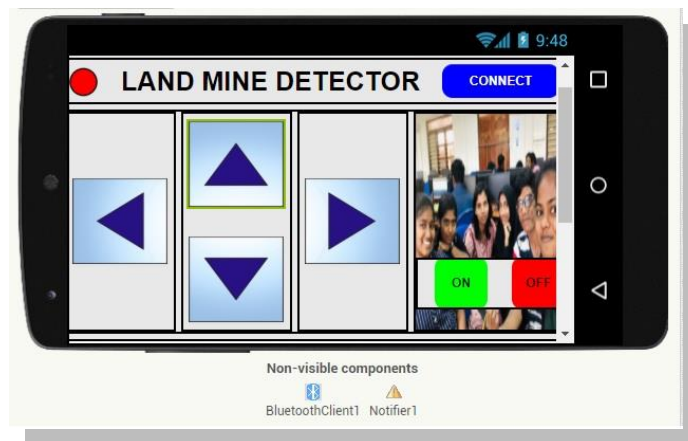 9:48
LAND MINE DETECTOR CONNECT
ON OFF
Non-visible components
BluetoothClient1 Notifier1